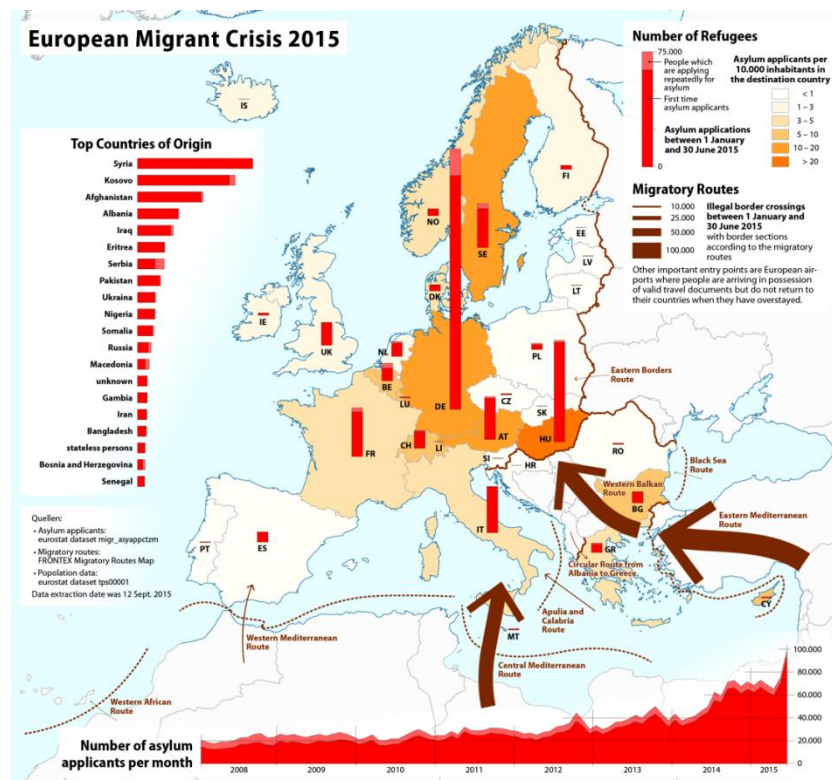 European Migrant Crisis 2015
Number of Refugees
75.000
People which
are applying
repeatedly for
asylum
First time
asylum applicants
Asylum applications
between 1 January
and 30 June 2015
0
Asylum applicants per
10.000 inhabitants in
the destination country
< 1
1 – 3
3 – 5
5 – 10
10 – 20
> 20
Migratory Routes
10.000
25.000
50.000
100.000
Illegal border crossings
between 1 January and
30 June 2015
with border sections
according to the migratory
routes
Other important entry points are European air-
ports where people are arriving in possession
of valid travel documents but do not return to
their countries when they have overstayed.
Top Countries of Origin
Syria
Kosovo
Afghanistan
Albania
Iraq
Eritrea
Serbia
Pakistan
Ukraina
Nigeria
Somalia
Russia
Macedonia
unknown
Gambia
Iran
Bangladesh
stateless persons
Bosnia and Herzegovina
Senegal
Quellen:
• Asylum applicants:
eurostat dataset migr_asyappctzm
• Migratory routes:
FRONTEX Migratory Routes Map
• Popolation data:
eurostat dataset tps00001
Data extraction date was 12 Sept. 2015
IS
NO
SE
FI
EE
LV
LT
DK
IE
UK
NL
BE
LU
DE
PL
CZ
SK
FR
CH
LI
AT
HU
SI
HR
RO
IT
BG
GR
PT
ES
MT
CY
Eastern Borders
Route
Black Sea
Route
Western Balkan
Route
Eastern Mediterranean
Route
Circular Route from
Albania to Greece
Apulia and
Calabria
Route
Central Mediterranean
Route
Western Mediterranean
Route
Western African
Route
Number of asylum
applicants per month
100.000
80.000
60.000
40.000
20.000
0
2008
2009
2010
2011
2012
2013
2014
2015